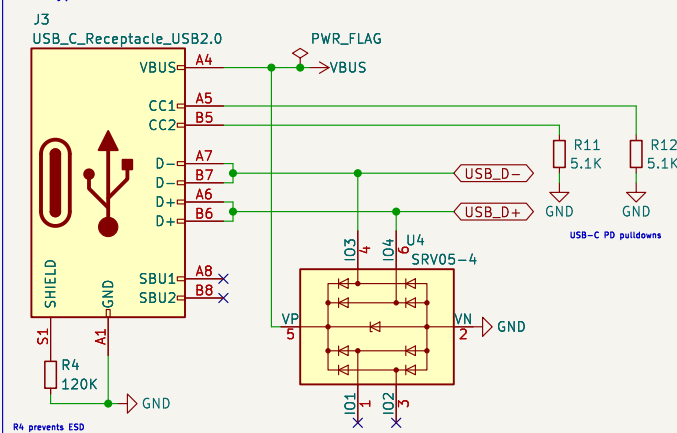 J3
USB_C_Receptacle_USB2.0
PWR_FLAG
VBUS A4
VBUS
CC1 A5
CC2 B5
R11
5.1K
R12
5.1K
D- A7
D- B7
USB_D-
D+ A6
D+ B6
USB_D+
GND
GND
USB-C PD pulldowns
IO3 4
IO4 6
U4
SRV05-4
SBU1 A8
SBU2 B8
SHIELD
GND
VP
5
VN
2
GND
S1
A1
R4
120K
GND
IO1 1
IO2 3
R4 prevents ESD